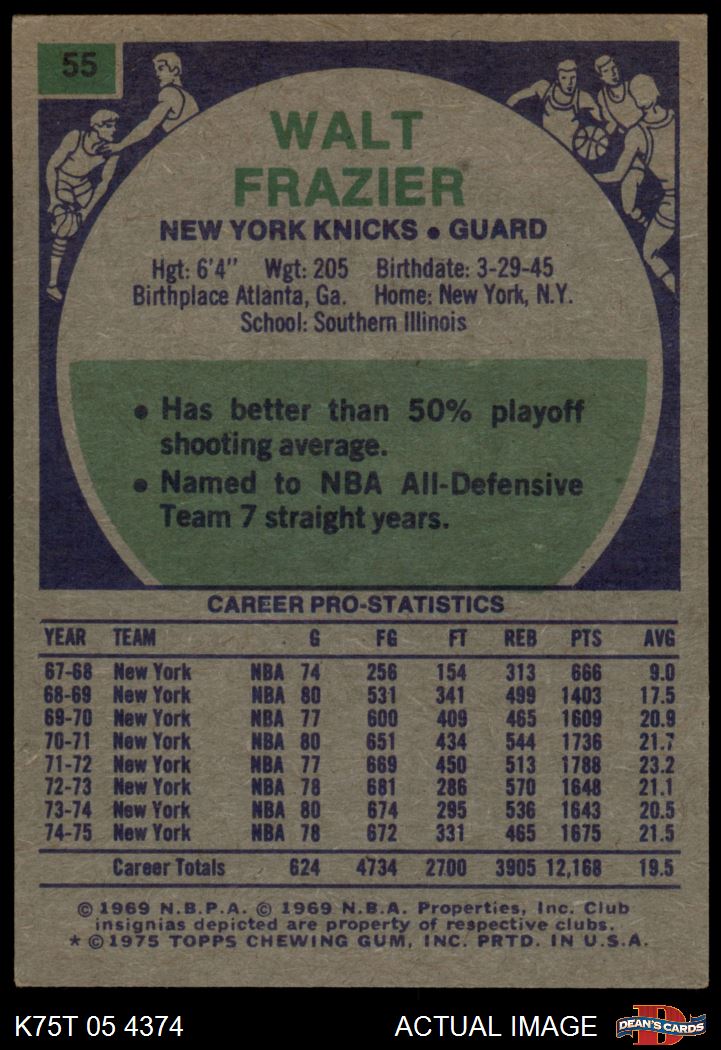 55
WALT
FRAZIER
NEW YORK KNICKS • GUARD
Hgt: 6'4" Wgt: 205 Birthdate: 3-29-45
Birthplace Atlanta, Ga. Home: New York, N.Y.
School: Southern Illinois
• Has better than 50% playoff
shooting average.
• Named to NBA All-Defensive
Team 7 straight years.
CAREER PRO-STATISTICS
YEAR TEAM G FG FT REB PTS AVG
67-68 New York NBA 74 256 154 313 666 9.0
68-69 New York NBA 80 531 341 499 1403 17.5
69-70 New York NBA 77 600 409 465 1609 20.9
70-71 New York NBA 80 651 434 544 1736 21.7
71-72 New York NBA 77 669 450 513 1788 23.2
72-73 New York NBA 78 681 286 570 1648 21.1
73-74 New York NBA 80 674 295 536 1643 20.5
74-75 New York NBA 78 672 331 465 1675 21.5
Career Totals 624 4734 2700 3905 12,168 19.5
© 1969 N.B.P.A. © 1969 N.B.A. Properties, Inc. Club
insignias depicted are property of respective clubs.
* © 1975 TOPPS CHEWING GUM, INC. PRTD. IN U.S.A.
K75T 05 4374 ACTUAL IMAGE
D
DEAN'S CARDS